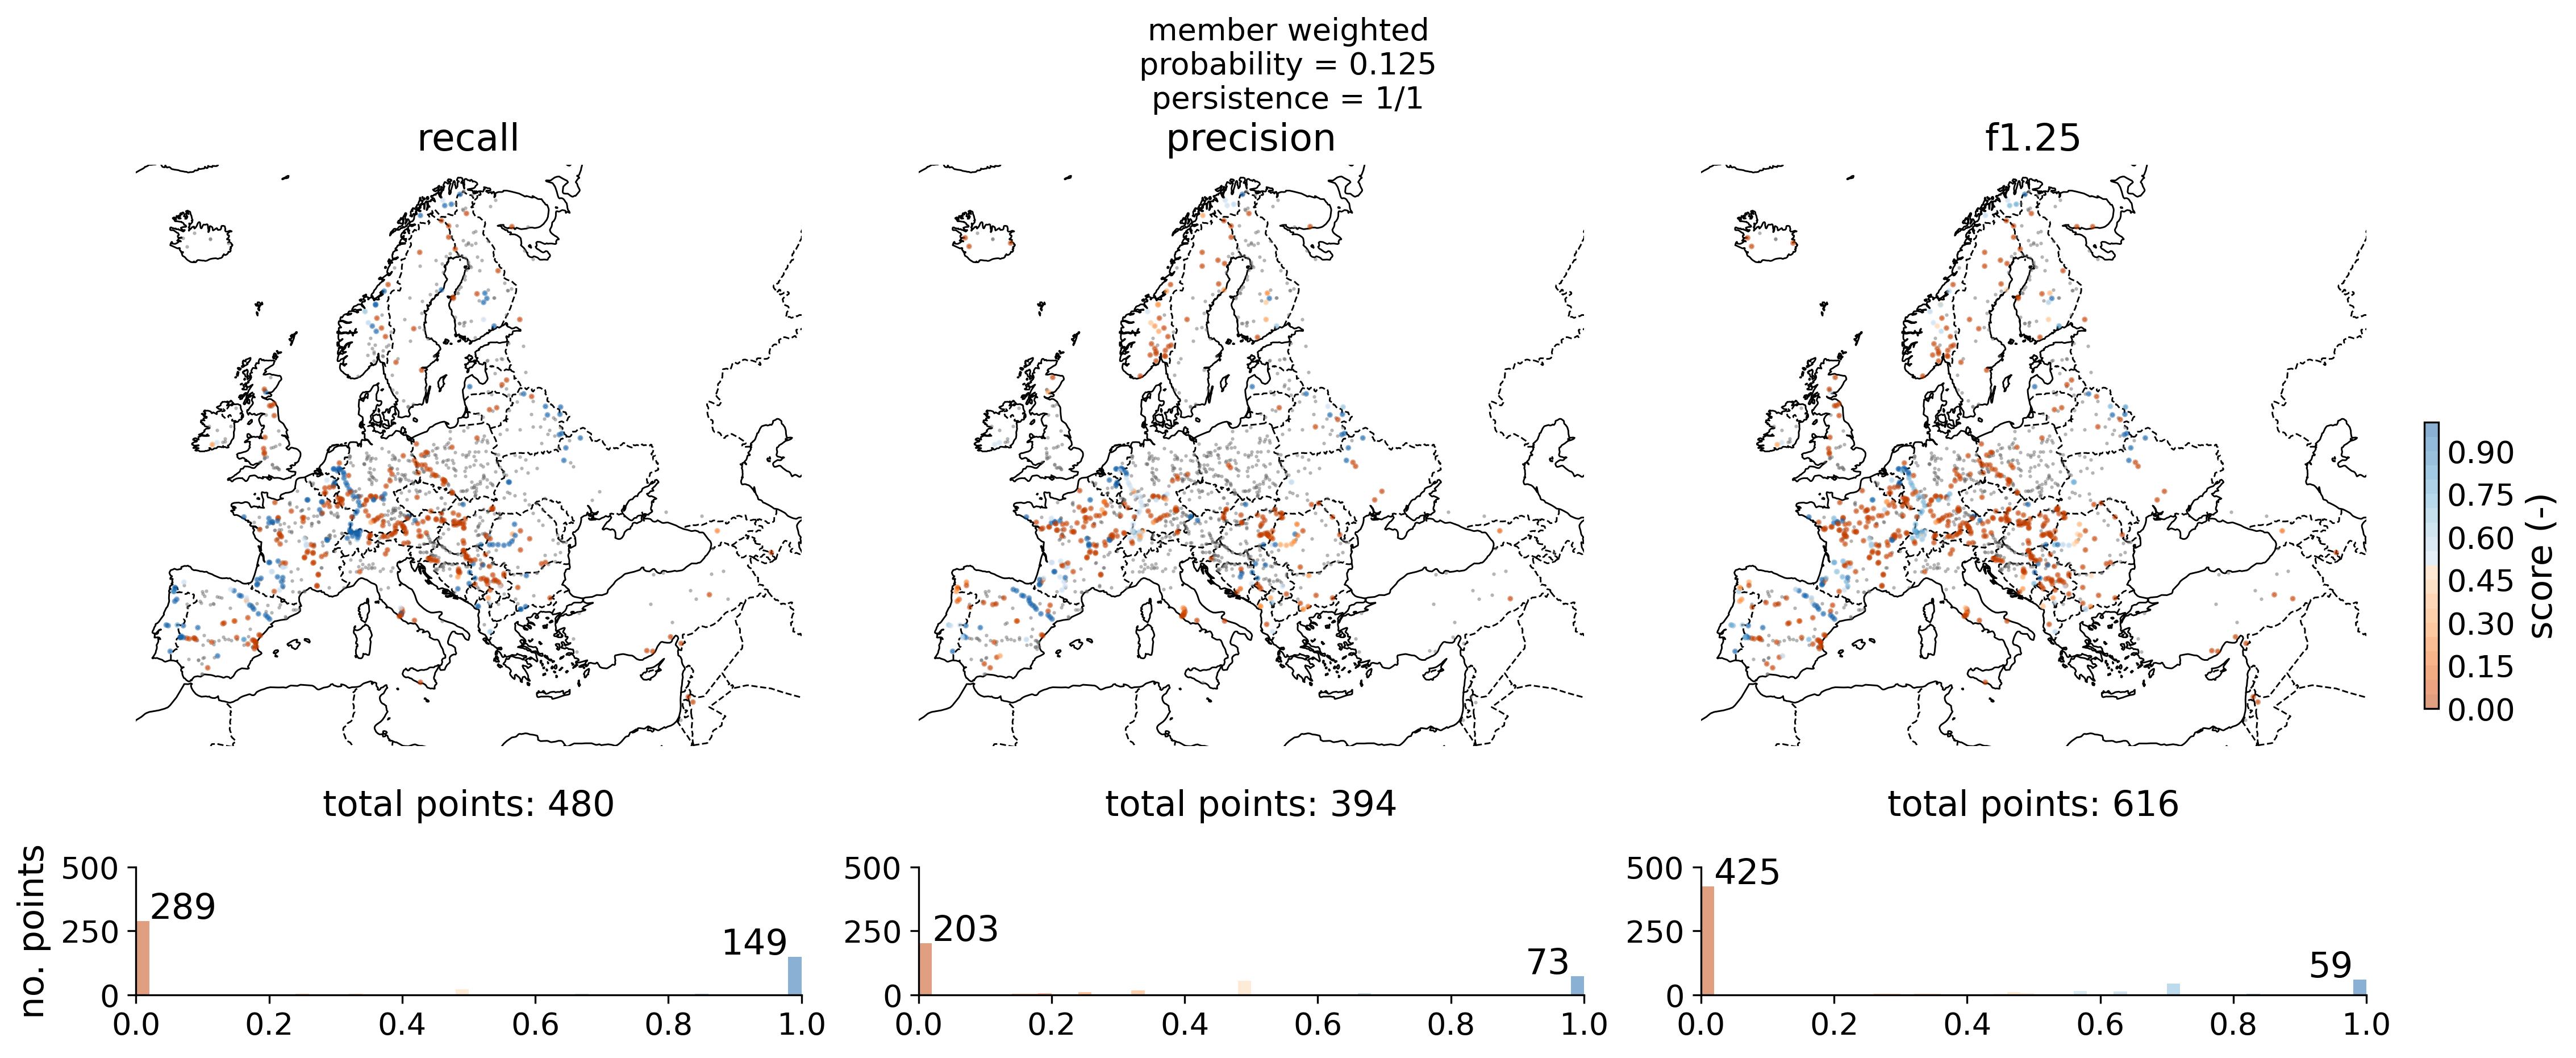 member weighted
probability = 0.125
persistence = 1/1
recall
precision
f1.25
0.90
0.75
0.60
0.45
0.30
0.15
0.00
score (-)
total points: 480
total points: 394
total points: 616
no. points
500
250
0
289
149
0.0 0.2 0.4 0.6 0.8 1.0
500
250
0
203
73
0.0 0.2 0.4 0.6 0.8 1.0
500
250
0
425
59
0.0 0.2 0.4 0.6 0.8 1.0